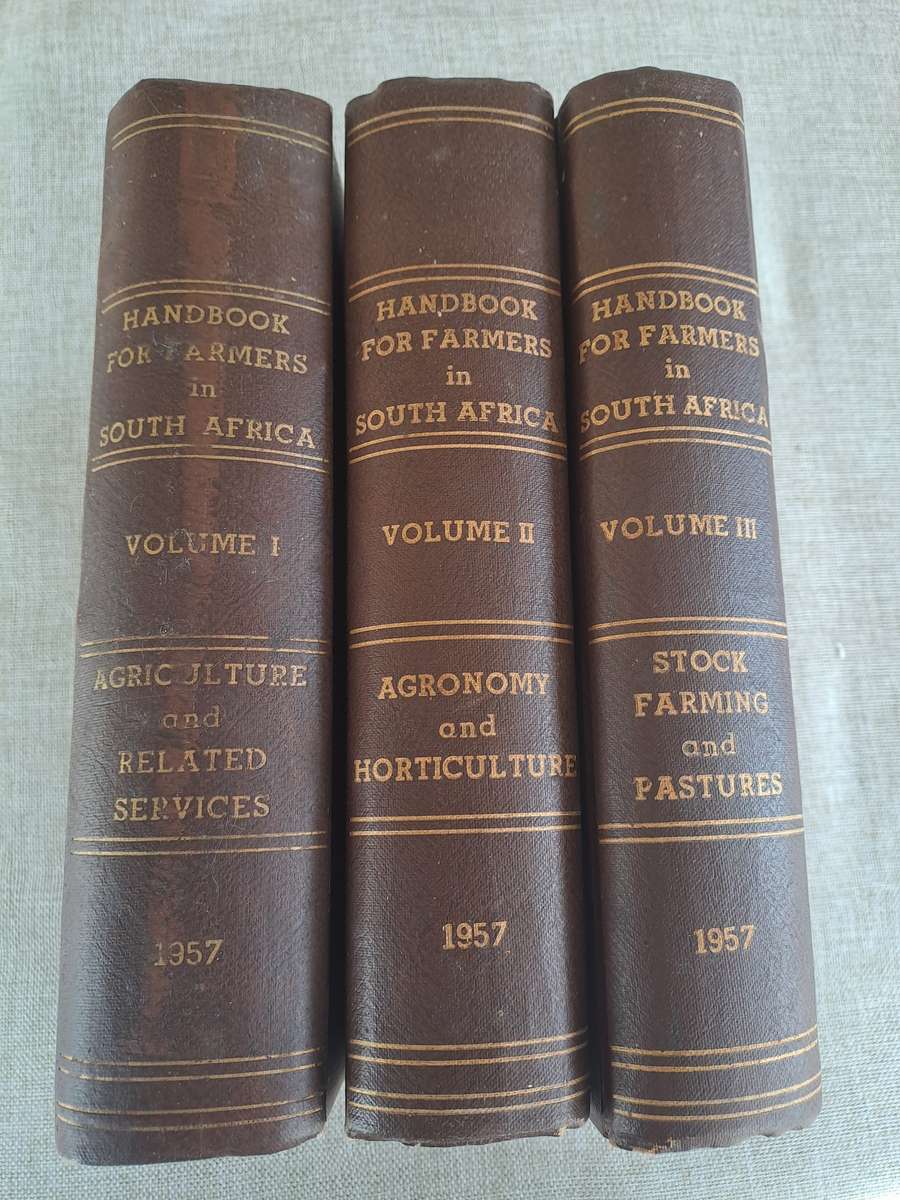 HANDBOOK
FOR FARMERS
in
SOUTH AFRICA
VOLUME I
AGRICULTURE
and
RELATED
SERVICES
1957
HANDBOOK
FOR FARMERS
in
SOUTH AFRICA
VOLUME II
AGRONOMY
and
HORTICULTURE
1957
HANDBOOK
FOR FARMERS
in
SOUTH AFRICA
VOLUME III
STOCK
FARMING
and
PASTURES
1957